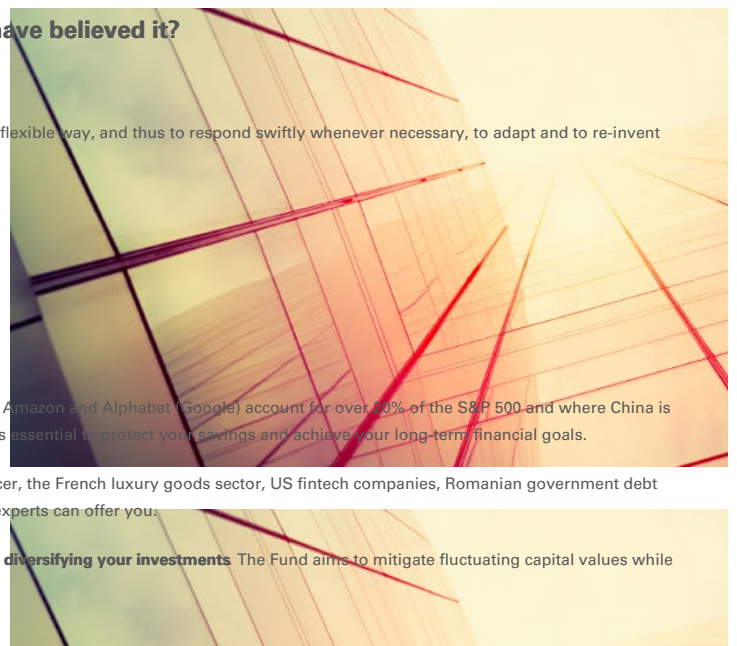 ave believed it?
flexible way, and thus to respond swiftly whenever necessary, to adapt and to re-invent
Amazon and Alphabet (Google) account for over 20% of the S&P 500 and where China is
s essential to protect your savings and achieve your long-term financial goals.
cer, the French luxury goods sector, US fintech companies, Romanian government debt
experts can offer you.
diversifying your investments. The Fund aims to mitigate fluctuating capital values while